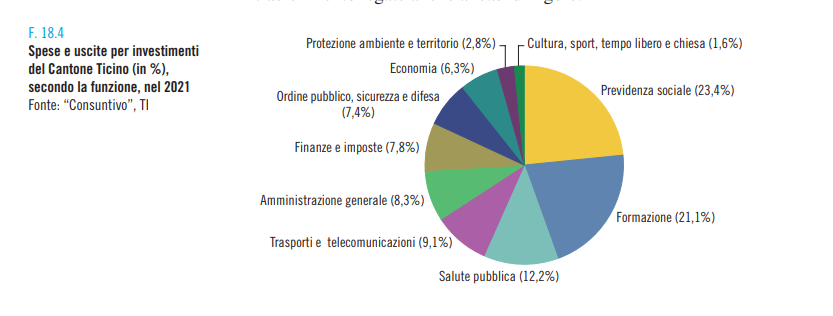 F. 18.4
Spese e uscite per investimenti
del Cantone Ticino (in %),
secondo la funzione, nel 2021
Fonte: “Consuntivo”, TI
Protezione ambiente e territorio (2,8%)
Cultura, sport, tempo libero e chiesa (1,6%)
Economia (6,3%)
Previdenza sociale (23,4%)
Ordine pubblico, sicurezza e difesa
(7,4%)
Finanze e imposte (7,8%)
Amministrazione generale (8,3%)
Formazione (21,1%)
Trasporti e telecomunicazioni (9,1%)
Salute pubblica (12,2%)